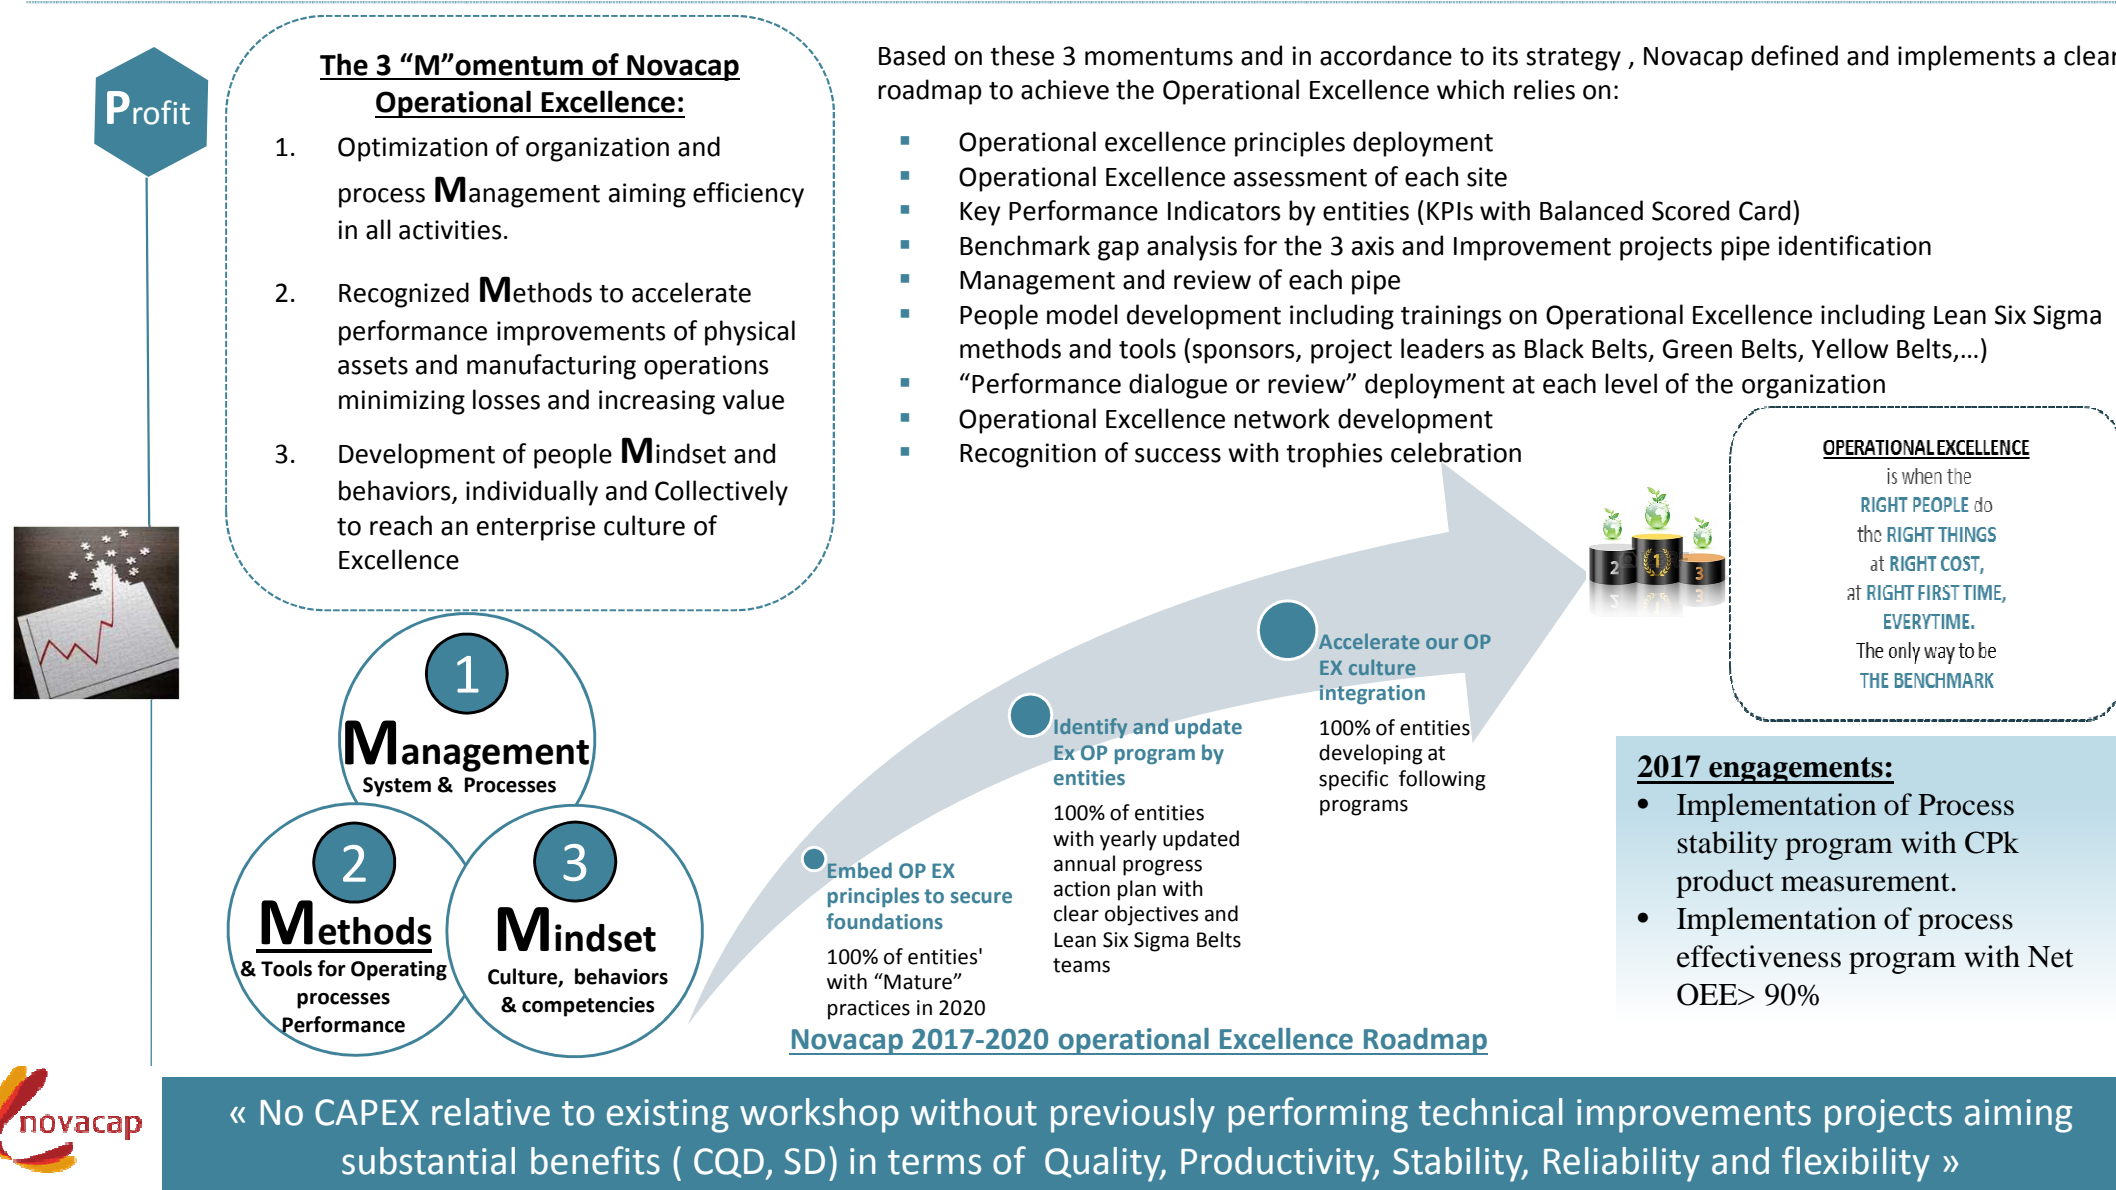 Profit
The 3 “M”omentum of Novacap
Operational Excellence:
1. Optimization of organization and
process Management aiming efficiency
in all activities.
2. Recognized Methods to accelerate
performance improvements of physical
assets and manufacturing operations
minimizing losses and increasing value
3. Development of people Mindset and
behaviors, individually and Collectively
to reach an enterprise culture of
Excellence
Based on these 3 momentums and in accordance to its strategy , Novacap defined and implements a clear
roadmap to achieve the Operational Excellence which relies on:
▪ Operational excellence principles deployment
▪ Operational Excellence assessment of each site
▪ Key Performance Indicators by entities (KPIs with Balanced Scored Card)
▪ Benchmark gap analysis for the 3 axis and Improvement projects pipe identification
▪ Management and review of each pipe
▪ People model development including trainings on Operational Excellence including Lean Six Sigma
methods and tools (sponsors, project leaders as Black Belts, Green Belts, Yellow Belts,…)
▪ “Performance dialogue or review” deployment at each level of the organization
▪ Operational Excellence network development
▪ Recognition of success with trophies celebration
OPERATIONAL EXCELLENCE
is when the
RIGHT PEOPLE do
the RIGHT THINGS
at RIGHT COST,
at RIGHT FIRST TIME,
EVERYTIME.
The only way to be
THE BENCHMARK
2 1 3
1
Management
System & Processes
2
Methods
& Tools for Operating
processes
Performance
3
Mindset
Culture, behaviors
& competencies
Embed OP EX
principles to secure
foundations
100% of entities'
with “Mature”
practices in 2020
Identify and update
Ex OP program by
entities
100% of entities
with yearly updated
annual progress
action plan with
clear objectives and
Lean Six Sigma Belts
teams
Accelerate our OP
EX culture
integration
100% of entities
developing at
specific following
programs
Novacap 2017-2020 operational Excellence Roadmap
2017 engagements:
• Implementation of Process
stability program with CPk
product measurement.
• Implementation of process
effectiveness program with Net
OEE> 90%
novacap
« No CAPEX relative to existing workshop without previously performing technical improvements projects aiming
substantial benefits ( CQD, SD) in terms of Quality, Productivity, Stability, Reliability and flexibility »